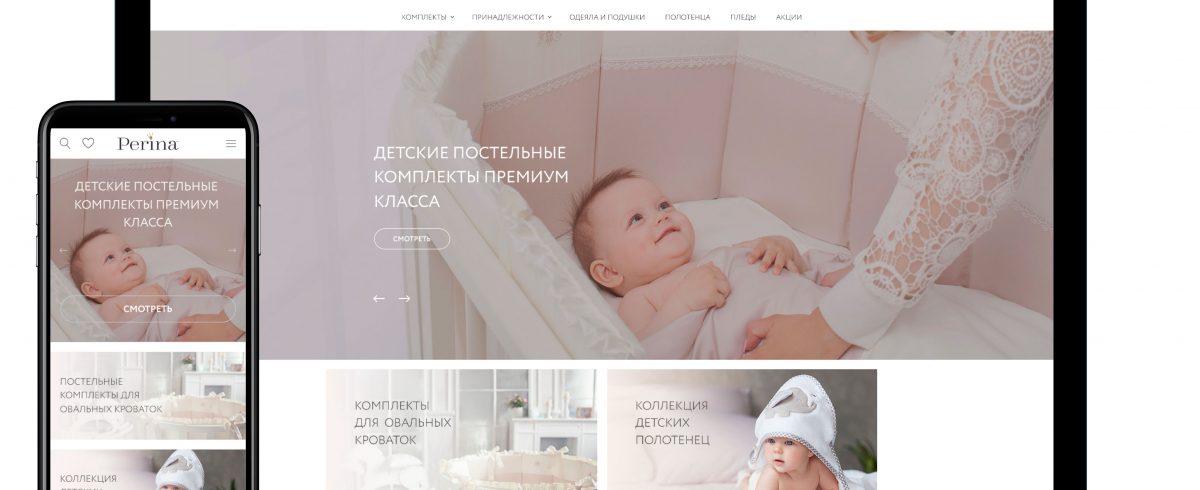 КОМПЛЕКТЫ ПРИНАДЛЕЖНОСТИ ОДЕЯЛА И ПОДУШКИ ПОЛОТЕНЦА ПЛЕДЫ АКЦИИ
ДЕТСКИЕ ПОСТЕЛЬНЫЕ
КОМПЛЕКТЫ ПРЕМИУМ
КЛАССА
СМОТРЕТЬ
КОМПЛЕКТЫ
ДЛЯ ОВАЛЬНЫХ
КРОВАТОК
КОЛЛЕКЦИЯ
ДЕТСКИХ
ПОЛОТЕНЕЦ
Perina
ДЕТСКИЕ ПОСТЕЛЬНЫЕ
КОМПЛЕКТЫ ПРЕМИУМ
КЛАССА
СМОТРЕТЬ
ПОСТЕЛЬНЫЕ
КОМПЛЕКТЫ ДЛЯ
ОВАЛЬНЫХ КРОВАТОК
КОЛЛЕКЦИЯ